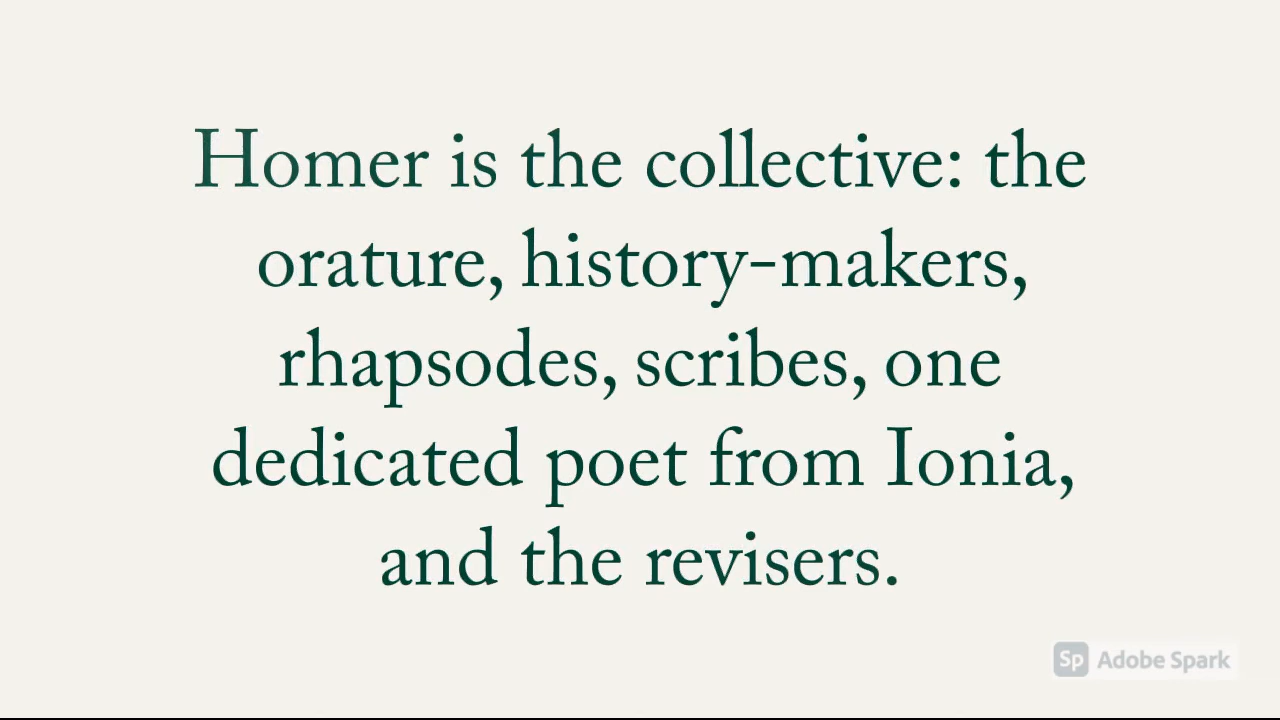 Homer is the collective: the
orature, history-makers,
rhapsodes, scribes, one
dedicated poet from Ionia,
and the revisers.
Sp Adobe Spark